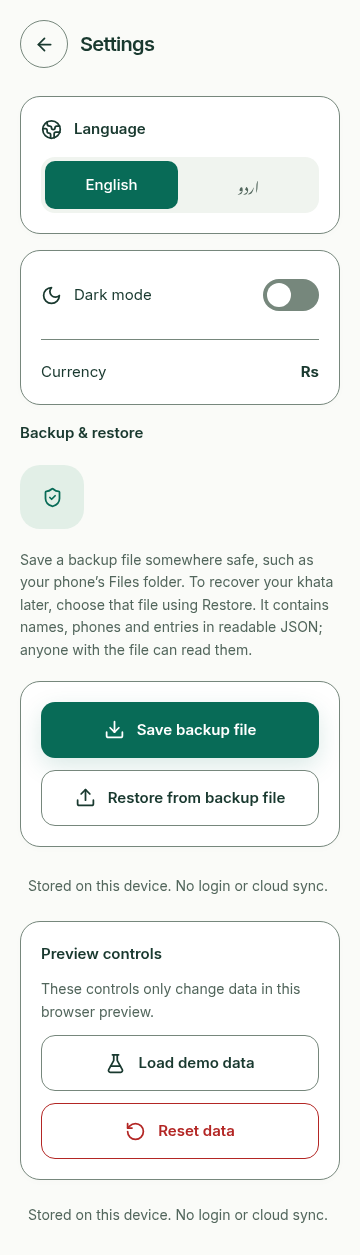 Settings
Language
English
اردو
Dark mode
Currency
Rs
Backup & restore
Save a backup file somewhere safe, such as
your phone’s Files folder. To recover your khata
later, choose that file using Restore. It contains
names, phones and entries in readable JSON;
anyone with the file can read them.
Save backup file
Restore from backup file
Stored on this device. No login or cloud sync.
Preview controls
These controls only change data in this
browser preview.
Load demo data
Reset data
Stored on this device. No login or cloud sync.